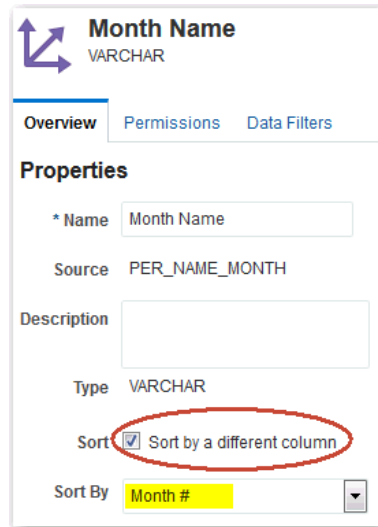 Month Name
VARCHAR
Overview Permissions Data Filters
Properties
* Name Month Name
Source PER_NAME_MONTH
Description
Type VARCHAR
Sort Sort by a different column
Sort By Month #